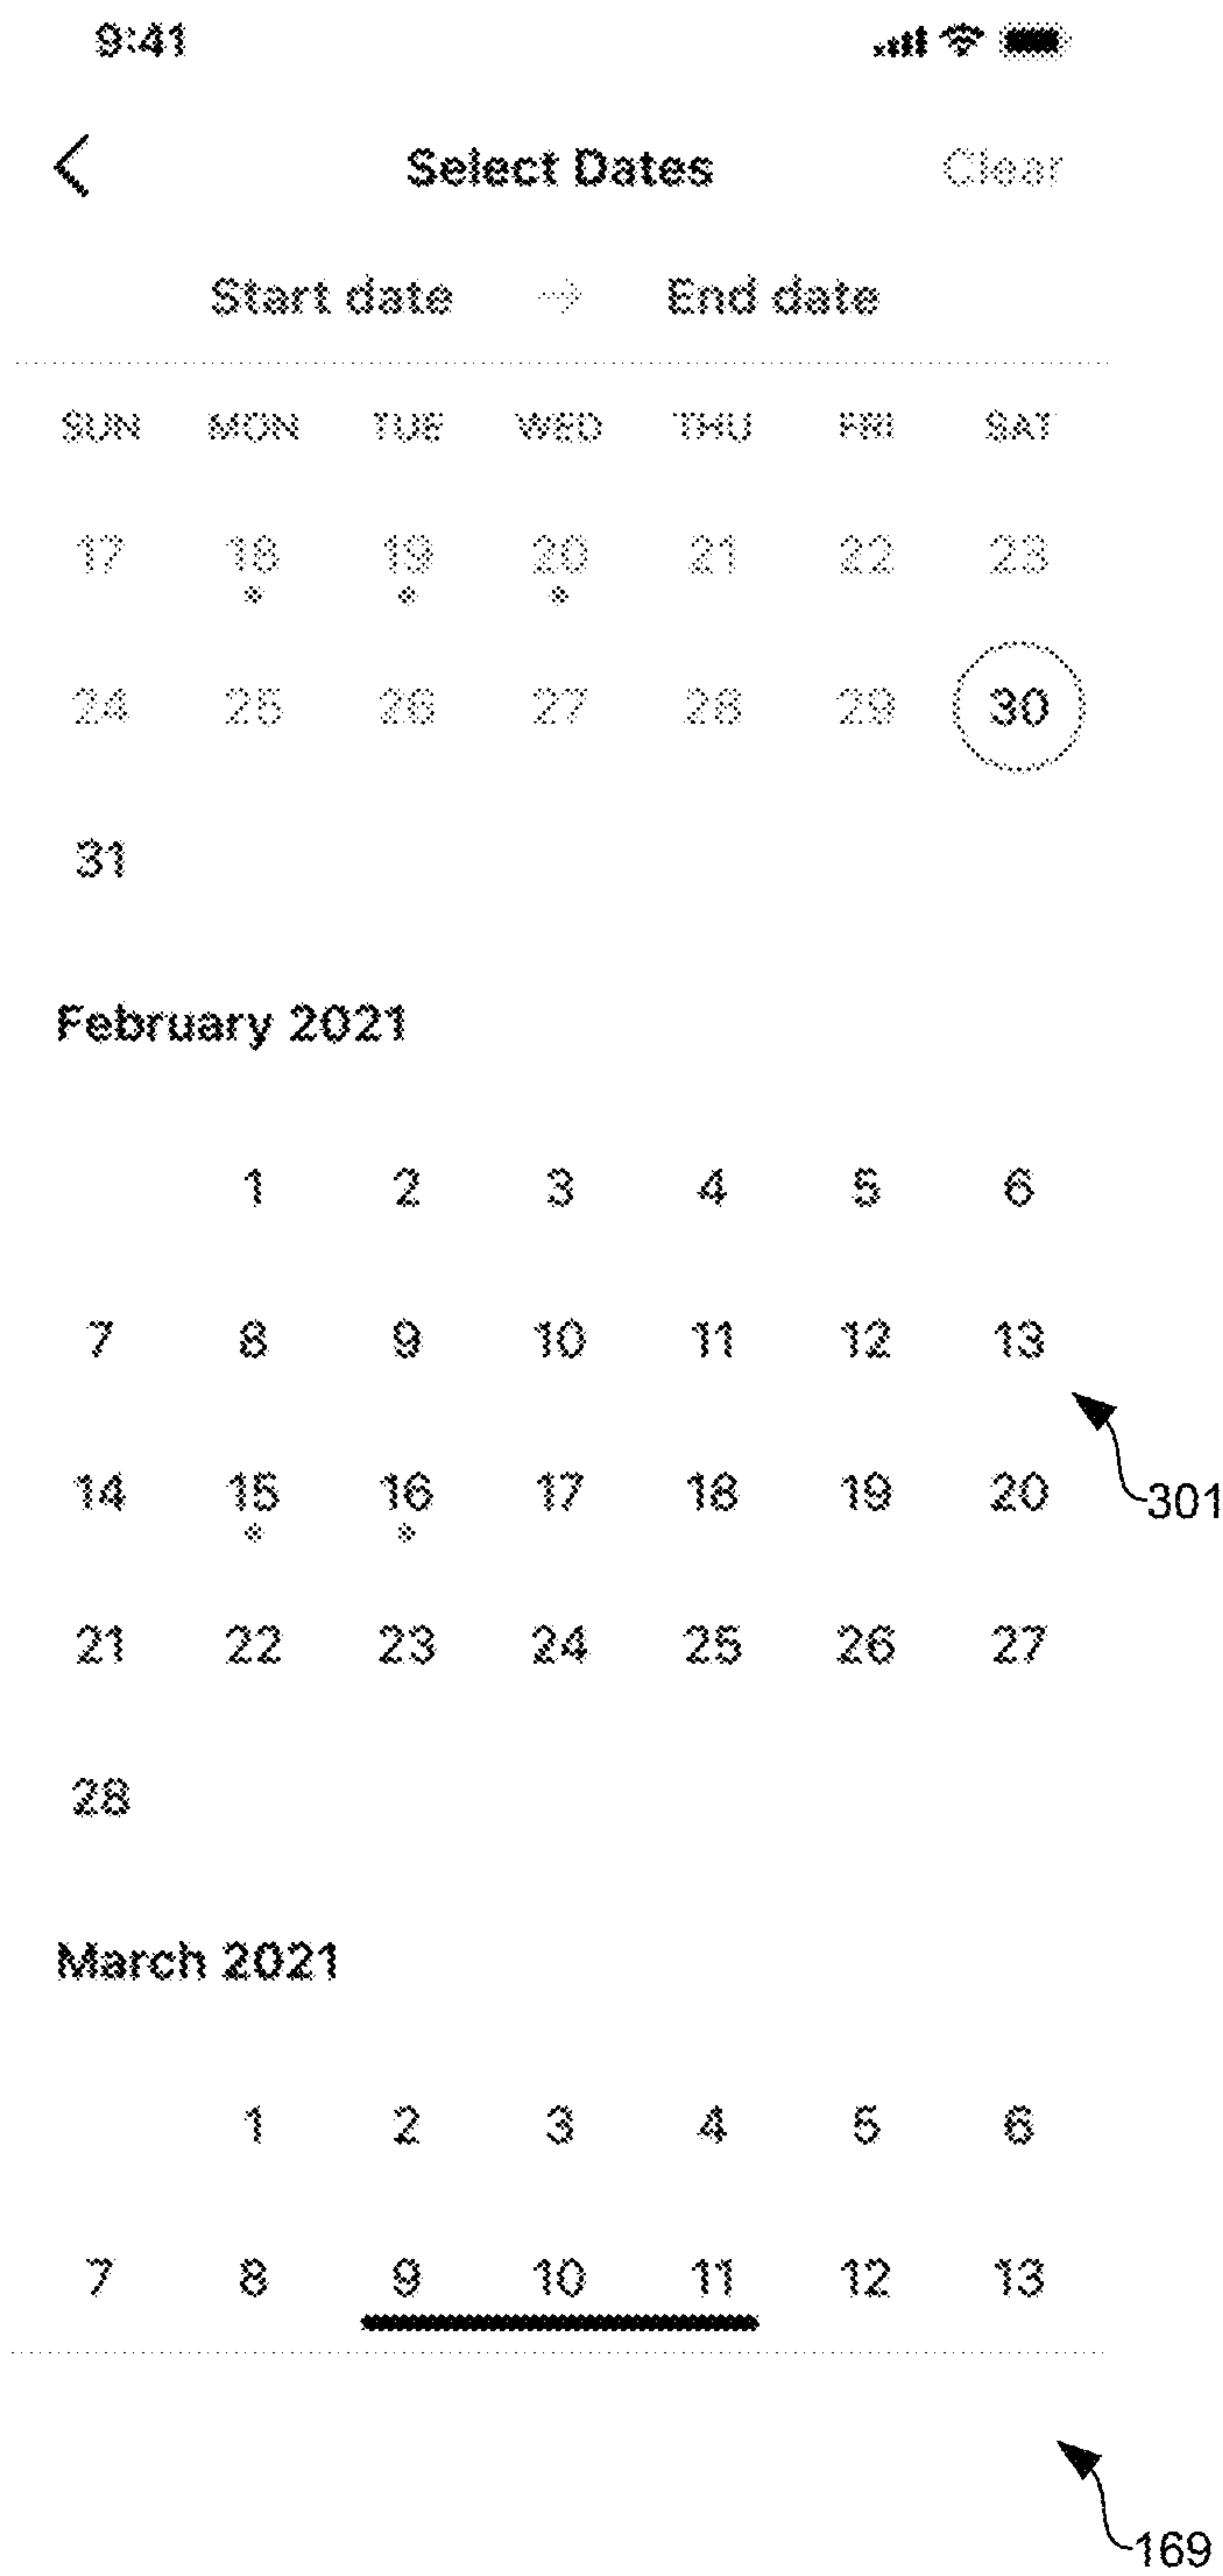 9:41
Select Dates Clear
Start date → End date
SUN MON TUE WED THU FRI SAT
17 18 19 20 21 22 23
24 25 26 27 28 29 30
31
February 2021
1 2 3 4 5 6
7 8 9 10 11 12 13
301
14 15 16 17 18 19 20
21 22 23 24 25 26 27
28
March 2021
1 2 3 4 5 6
7 8 9 10 11 12 13
169